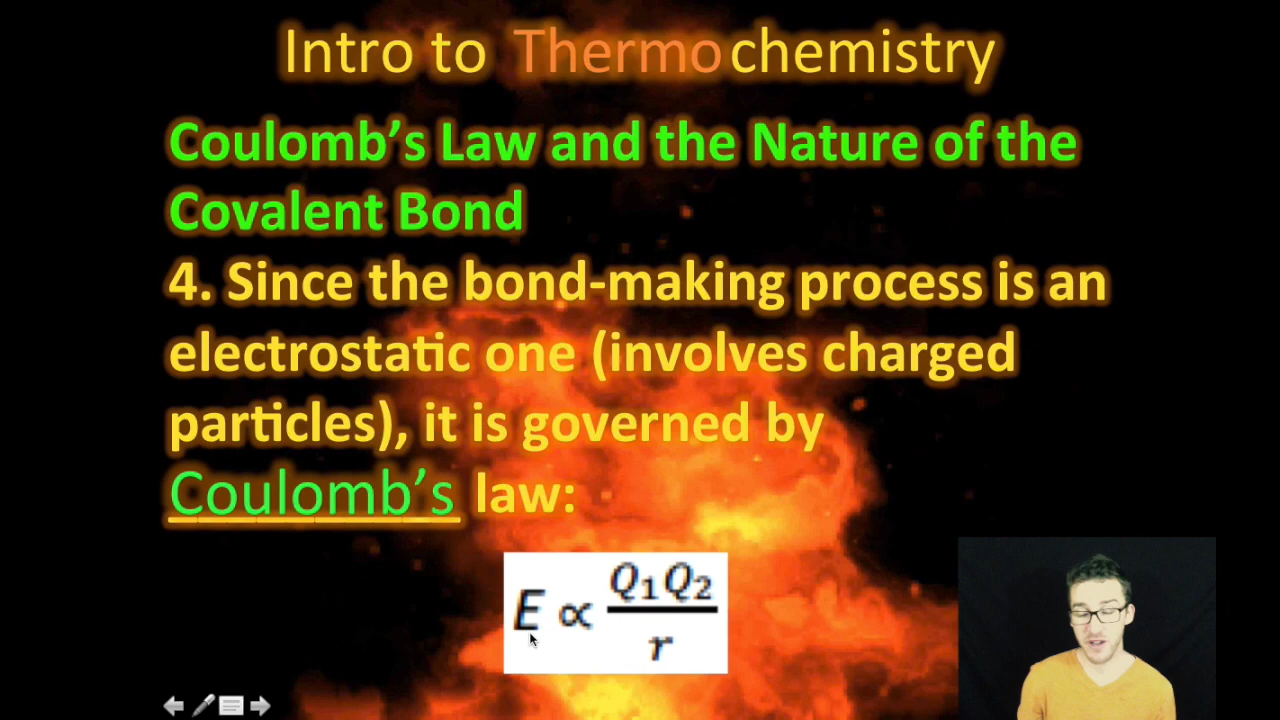 Intro to Thermochemistry
Coulomb’s Law and the Nature of the
Covalent Bond
4. Since the bond-making process is an
electrostatic one (involves charged
particles), it is governed by
Coulomb’s law:
E ∝ Q₁Q₂ / r